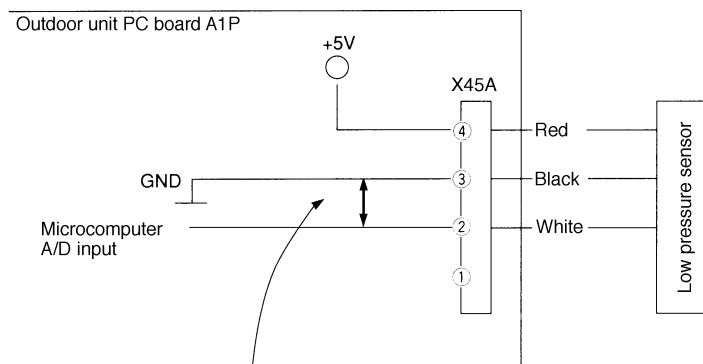 Outdoor unit PC board A1P
+5V
X45A
4
Red
GND
3
Black
Microcomputer
A/D input
2
White
1
Low pressure sensor